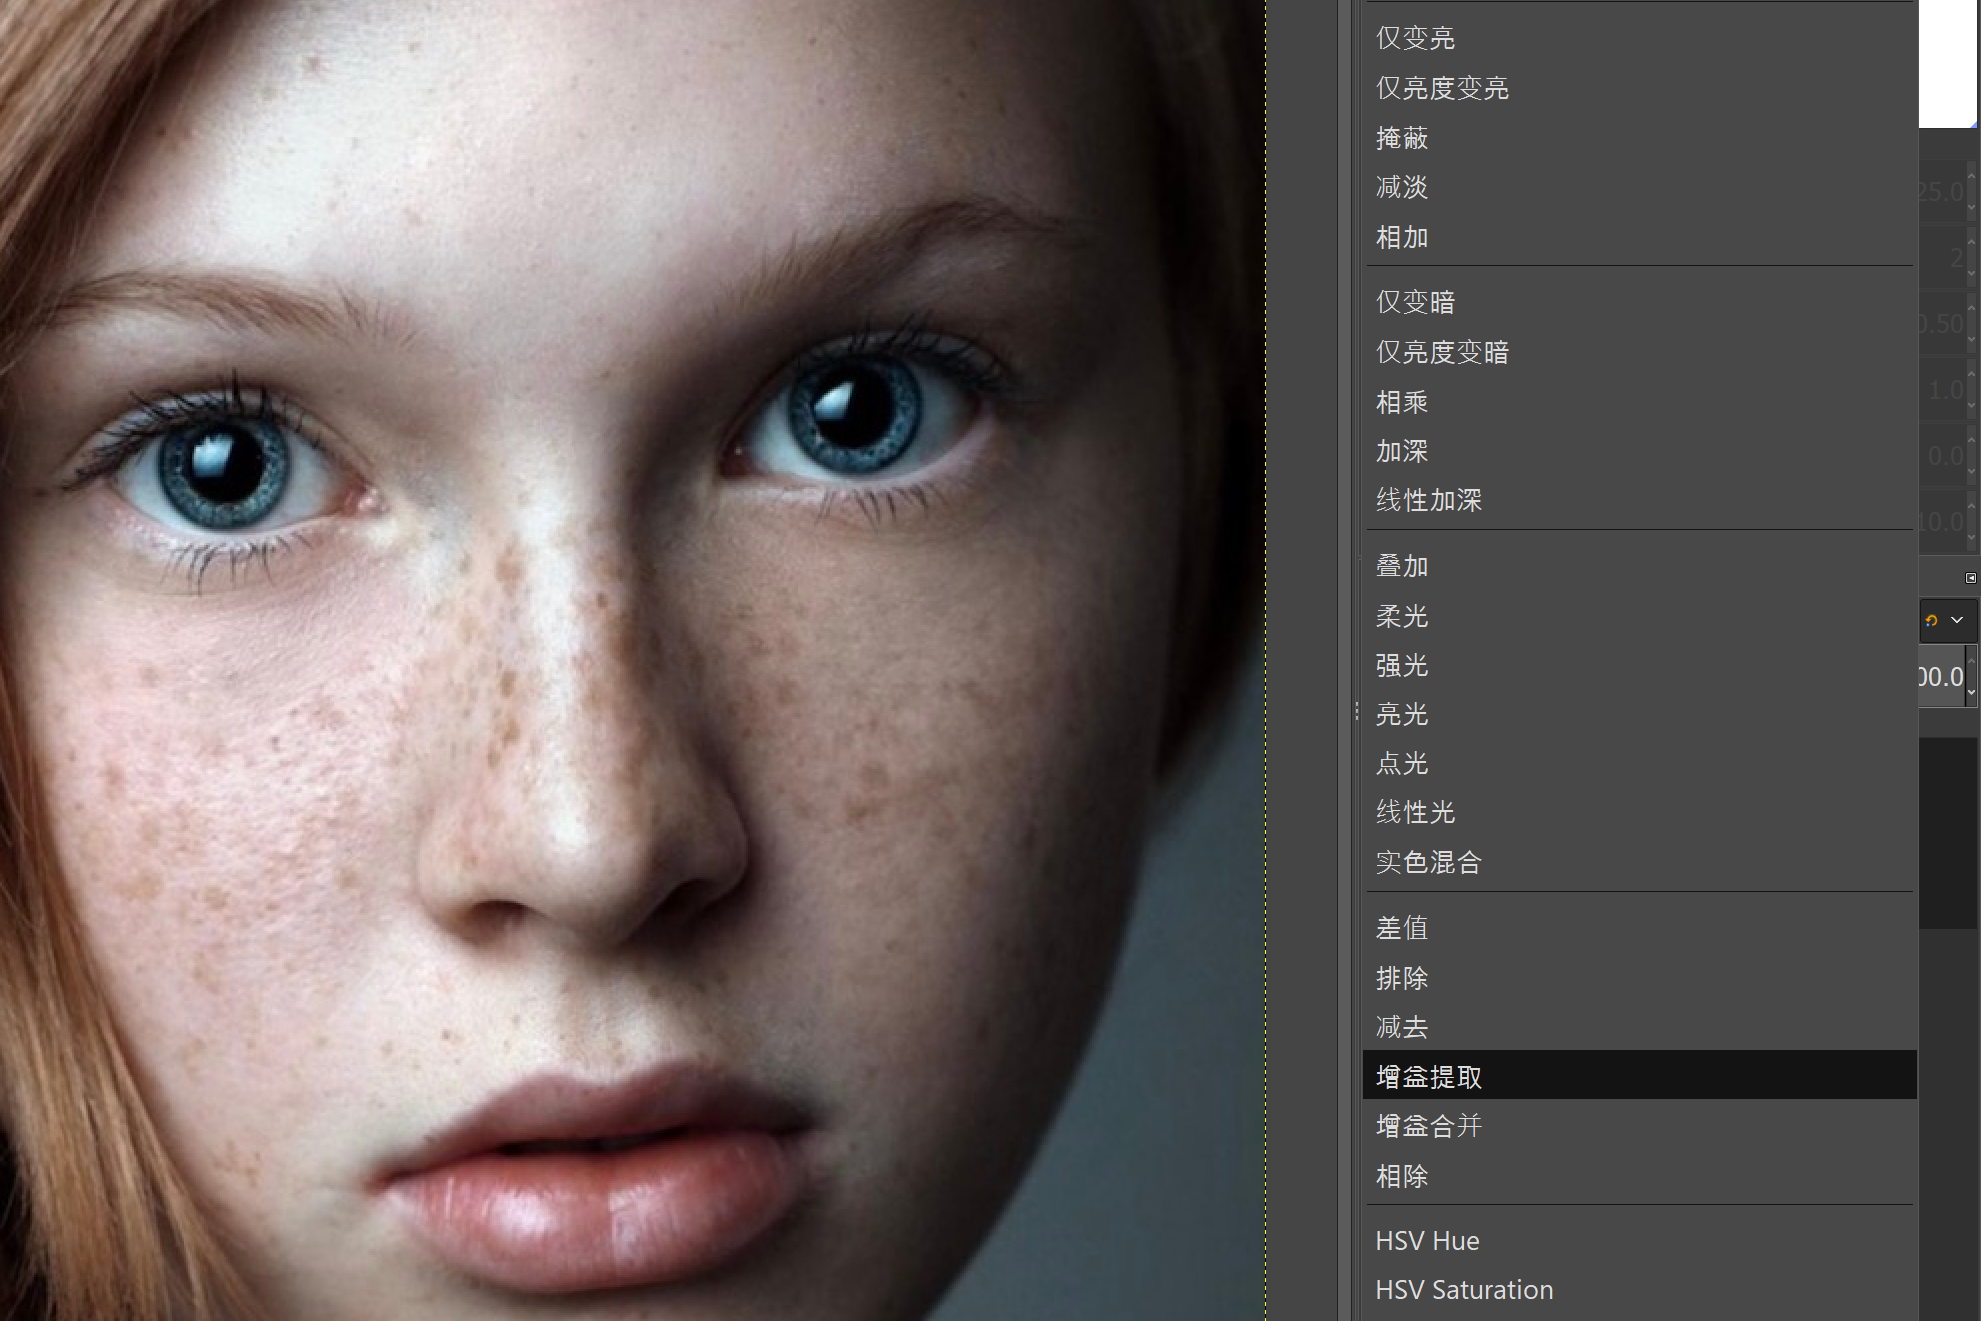 仅变亮
仅亮度变亮
掩蔽
减淡
相加
25.0
仅变暗
2
仅亮度变暗
0.50
相乘
1.0
加深
0.0
线性加深
10.0
叠加
柔光
强光
00.0
亮光
点光
线性光
实色混合
差值
排除
减去
增益提取
增益合并
相除
HSV Hue
HSV Saturation